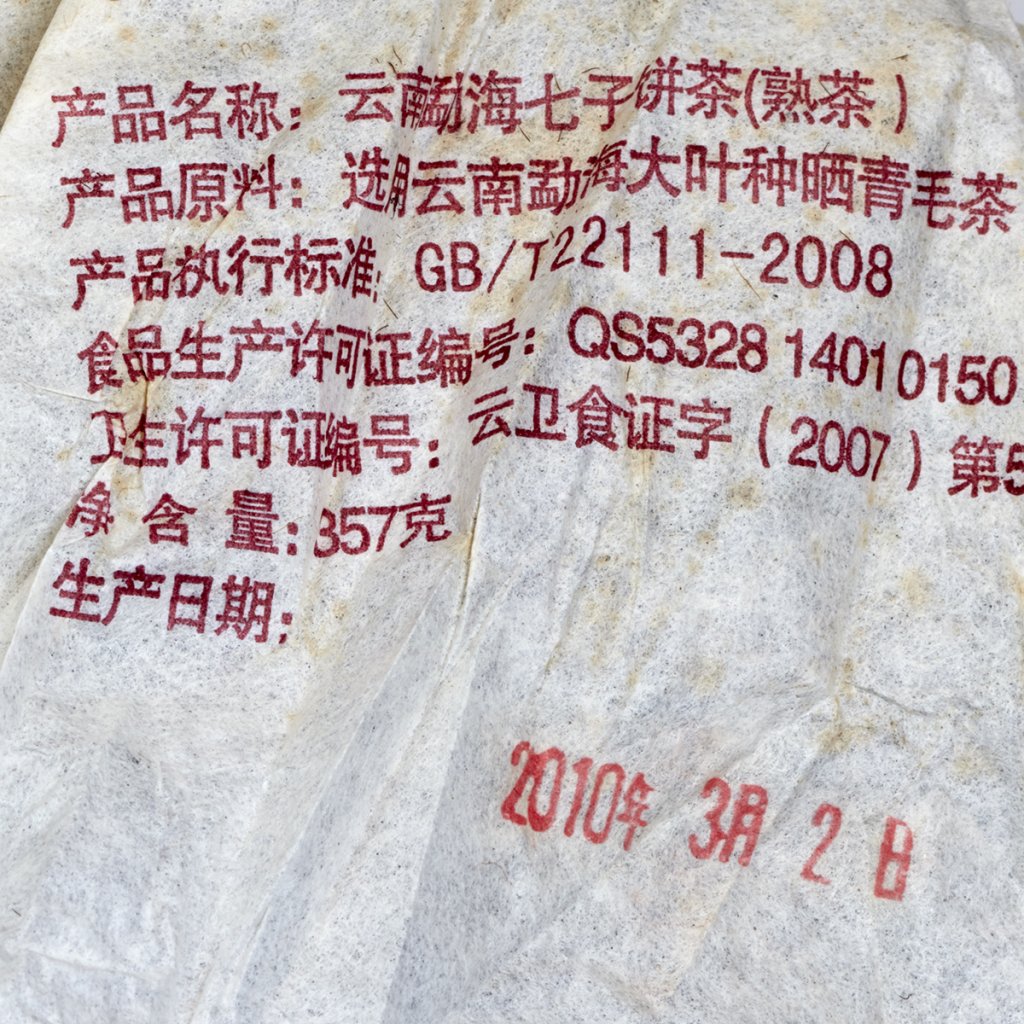 产品名称：云南勐海七子饼茶(熟茶)
产品原料：选用云南勐海大叶种晒青毛茶
产品执行标准：GB/T22111-2008
食品生产许可证编号：QS5328 1401 0150
卫生许可证编号：云卫食证字（2007）第5
净 含 量：357克
生产日期：
2010年 3月 2 日